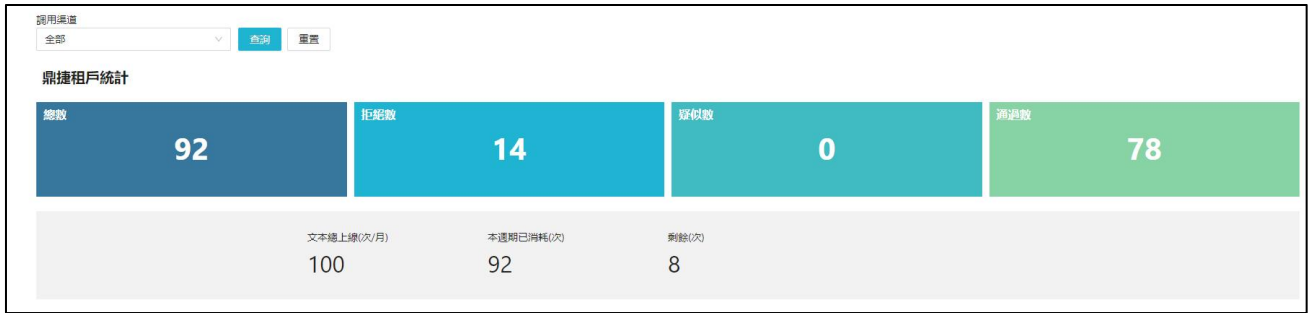 調用渠道
全部
查詢 重置
鼎捷租戶統計
總數 拒絕數 疑似數 通過數
92 14 0 78
文本總上線(次/月) 本週期已消耗(次) 剩餘(次)
100 92 8